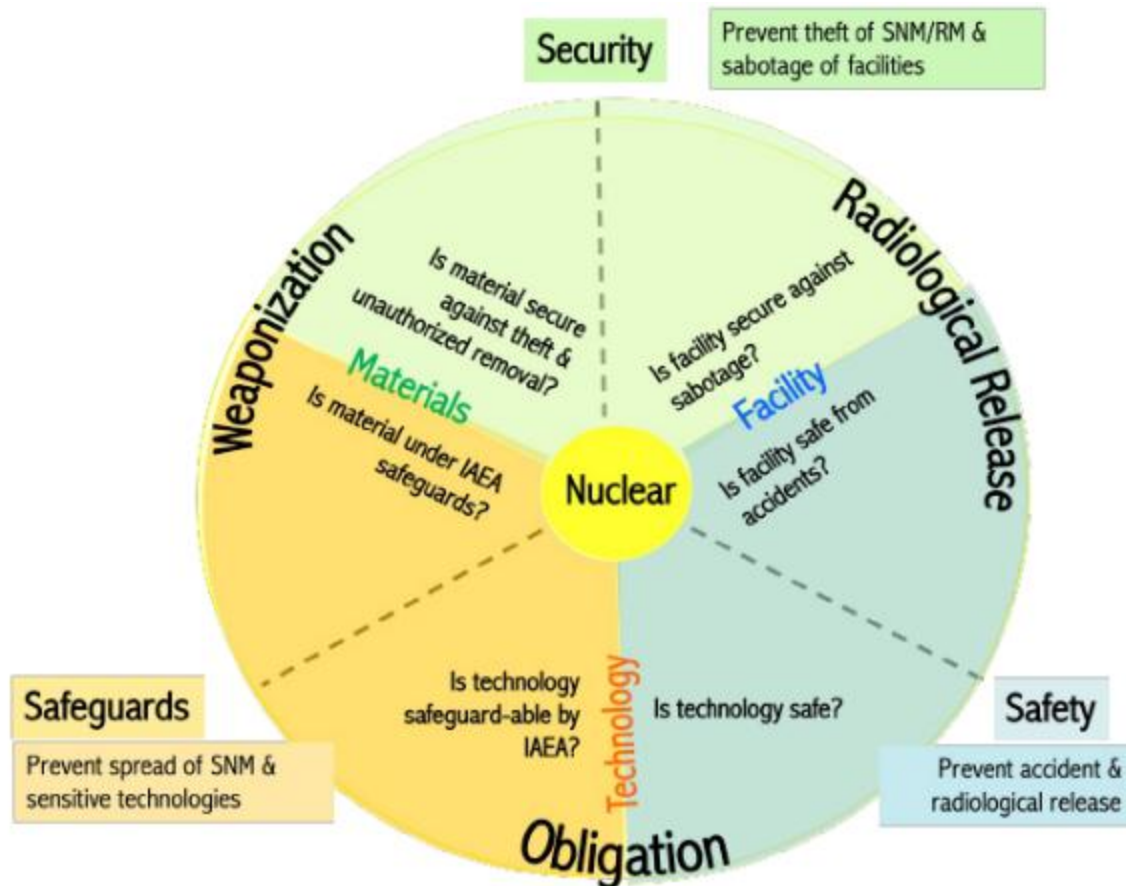 Security
Prevent theft of SNM/RM &
sabotage of facilities
Weaponization
Radiological Release
Is material secure
against theft &
unauthorized removal?
Is facility secure against
sabotage?
Materials
Facility
Is material under IAEA
safeguards?
Is facility safe from
accidents?
Nuclear
Is technology
safeguard-able by
IAEA?
Technology
Is technology safe?
Safeguards
Prevent spread of SNM &
sensitive technologies
Safety
Prevent accident &
radiological release
Obligation